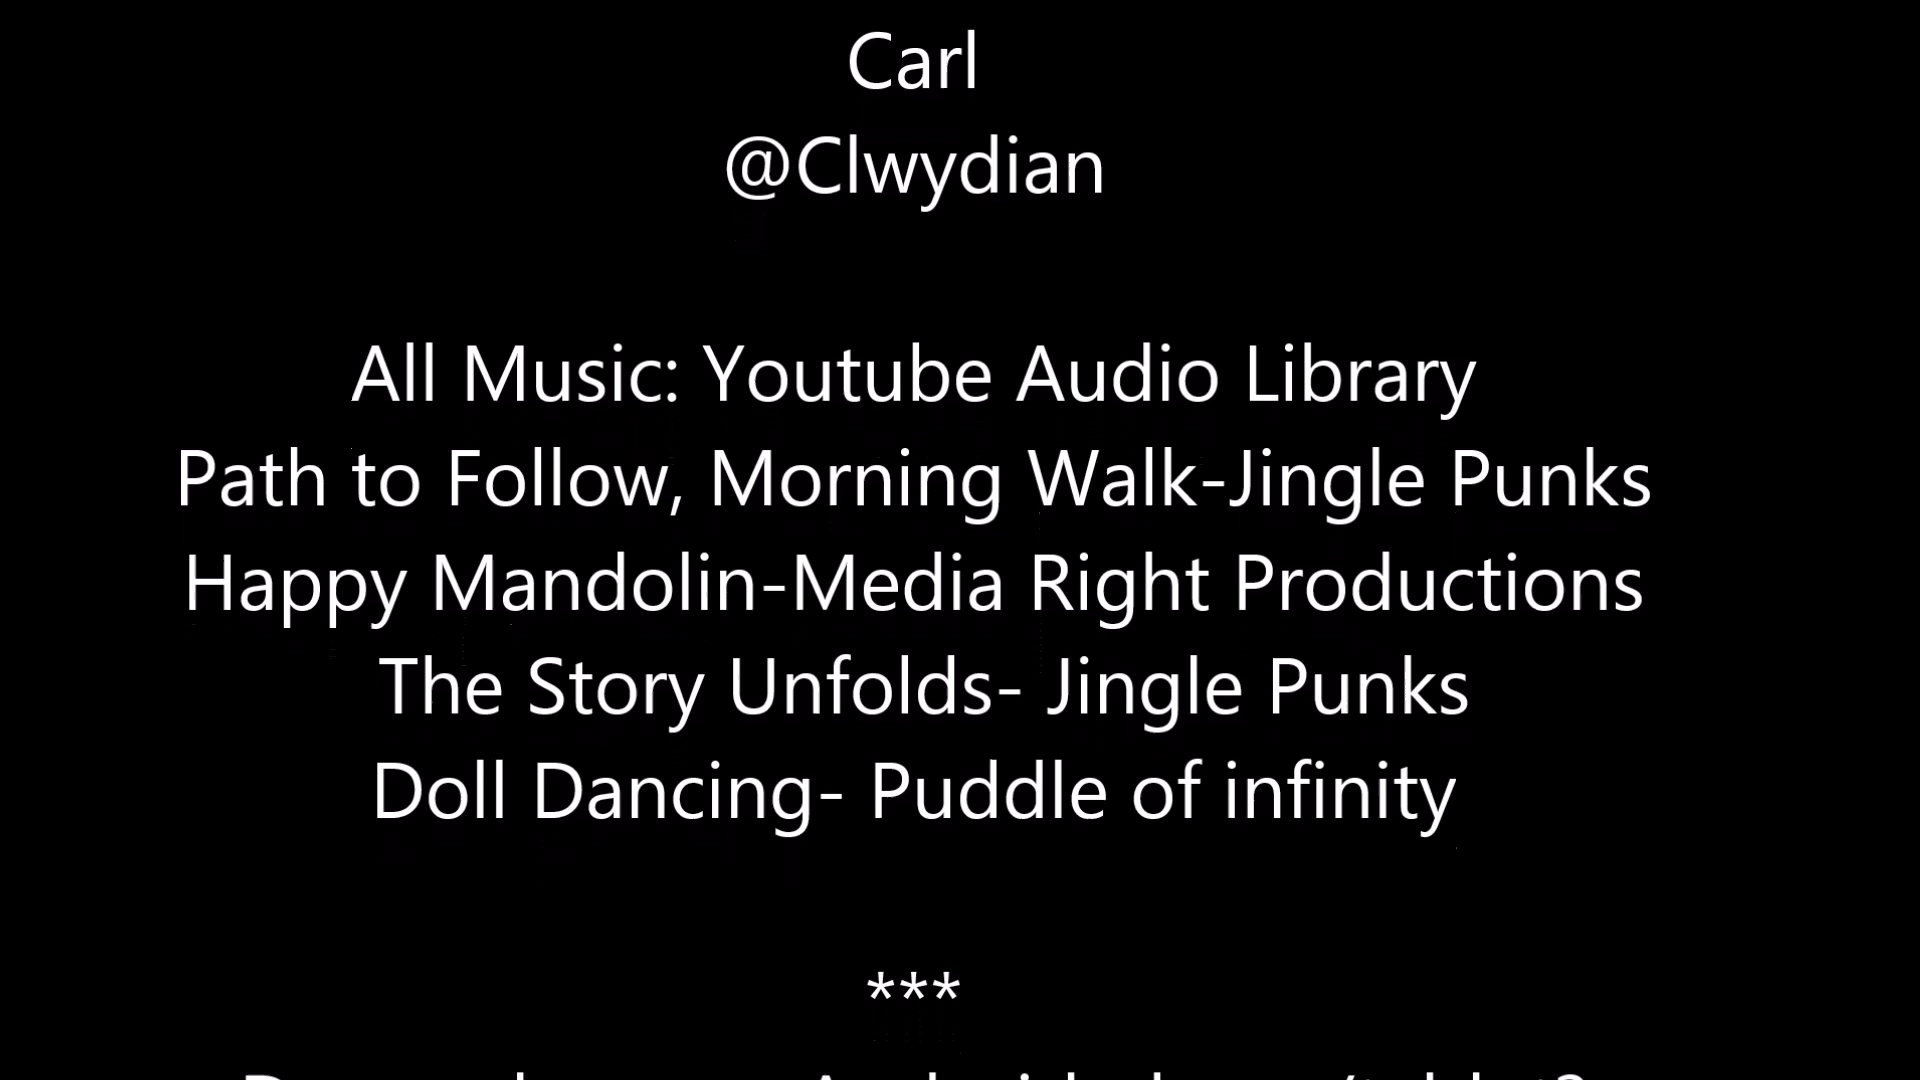 Carl
@Clwydian
All Music: Youtube Audio Library
Path to Follow, Morning Walk-Jingle Punks
Happy Mandolin-Media Right Productions
The Story Unfolds- Jingle Punks
Doll Dancing- Puddle of infinity
***